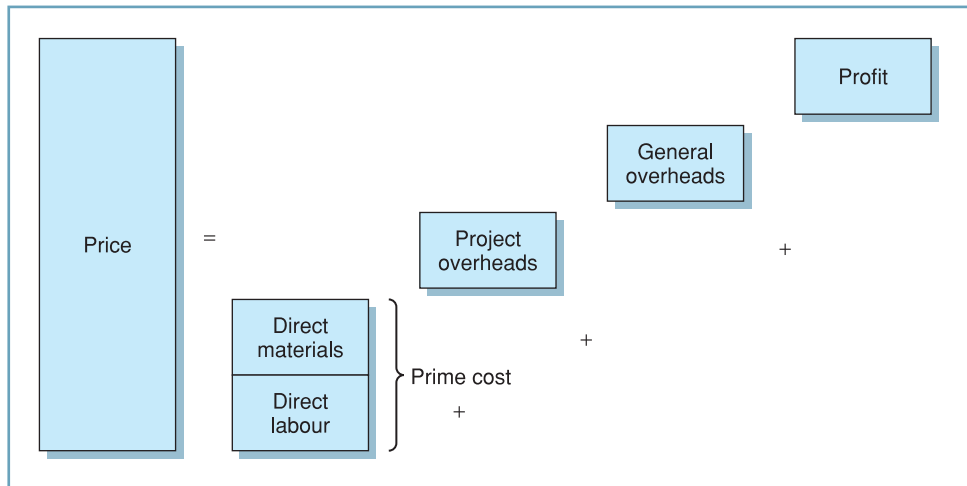 Profit
General
overheads
Price
=
Project
overheads
+
+
Direct
materials
Prime cost
Direct
labour
+